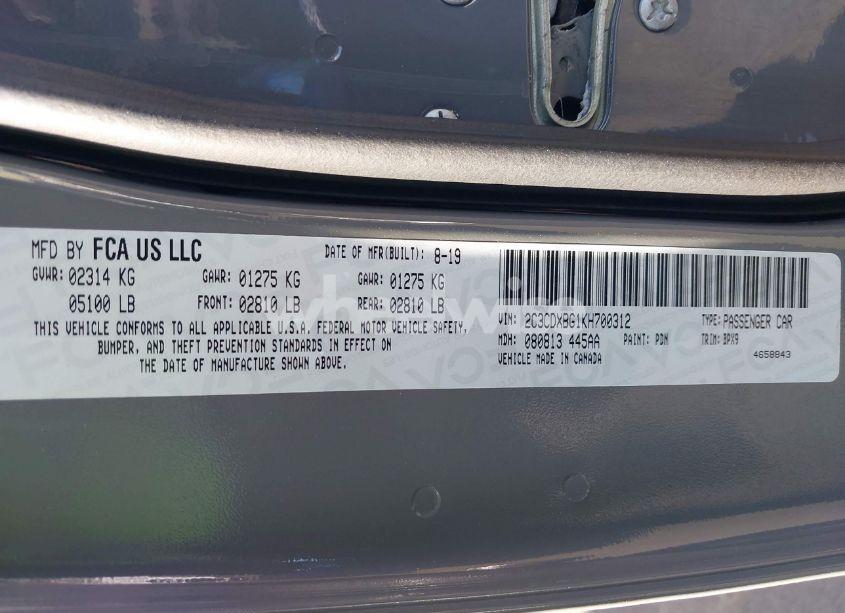 MFD BY FCA US LLC DATE OF MFR(BUILT): 8-19
GVWR: 02314 KG GAWR: 01275 KG GAWR: 01275 KG
05100 LB FRONT: 02810 LB REAR: 02810 LB
THIS VEHICLE CONFORMS TO ALL APPLICABLE U.S.A. FEDERAL MOTOR VEHICLE SAFETY,
BUMPER, AND THEFT PREVENTION STANDARDS IN EFFECT ON
THE DATE OF MANUFACTURE SHOWN ABOVE.
VIN: 2C3CDXBG1KH700312 TYPE: PASSENGER CAR
MDH: 080813 445AA PAINT: PDN TRIM: BPX9
VEHICLE MADE IN CANADA 4658843